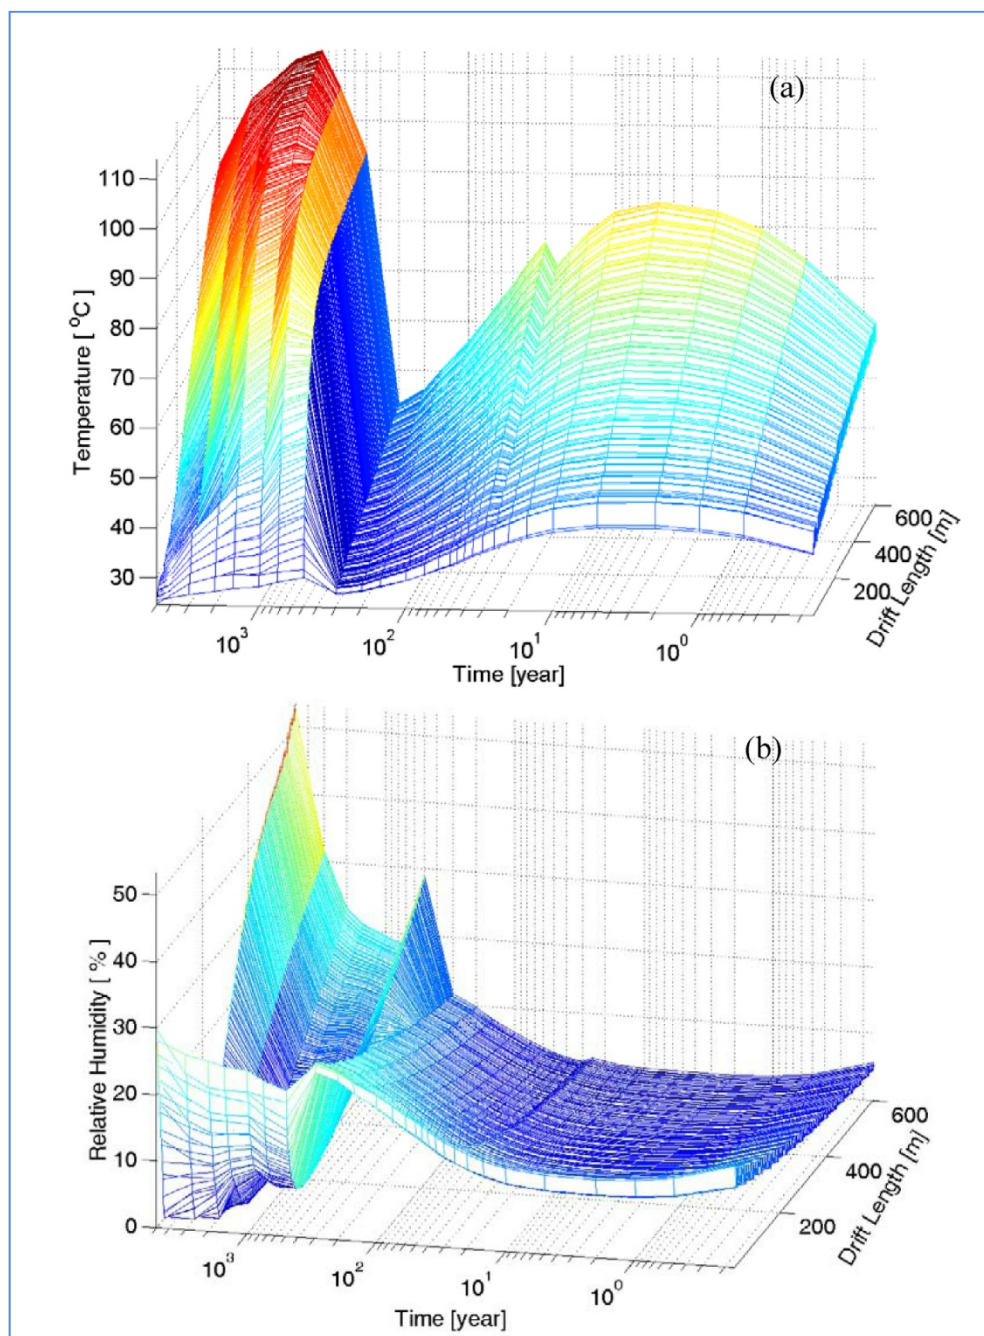 (a)
110
100
90
80
70
60
50
40
30
Temperature [ °C]
10³ 10² 10¹ 10⁰
Time [year]
600
400
200
Drift Length [m]
(b)
50
40
30
20
10
0
Relative Humidity [ %]
10³ 10² 10¹ 10⁰
Time [year]
600
400
200
Drift Length [m]